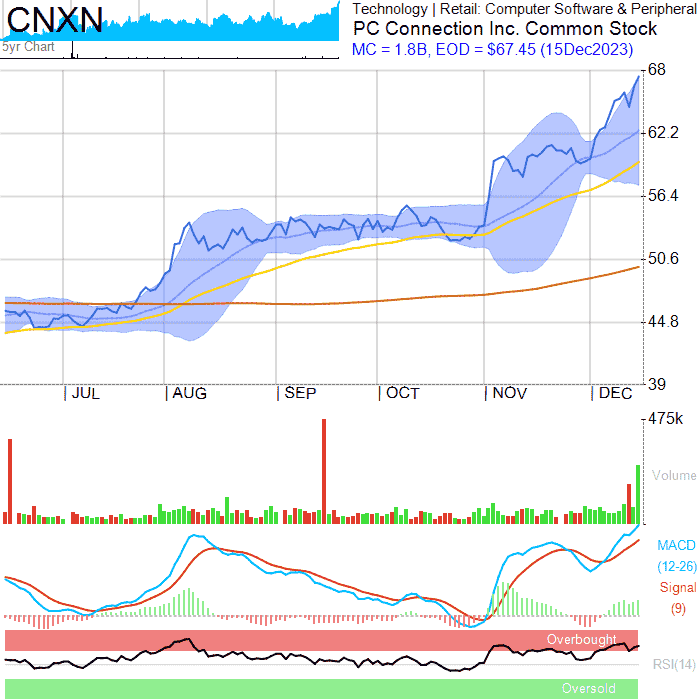 CNXN
5yr Chart
Technology | Retail: Computer Software & Peripheral
PC Connection Inc. Common Stock
MC = 1.8B, EOD = $67.45 (15Dec2023)
68
62.2
56.4
50.6
44.8
39
JUL
AUG
SEP
OCT
NOV
DEC
475k
Volume
MACD
(12-26)
Signal
(9)
Overbought
RSI(14)
Oversold